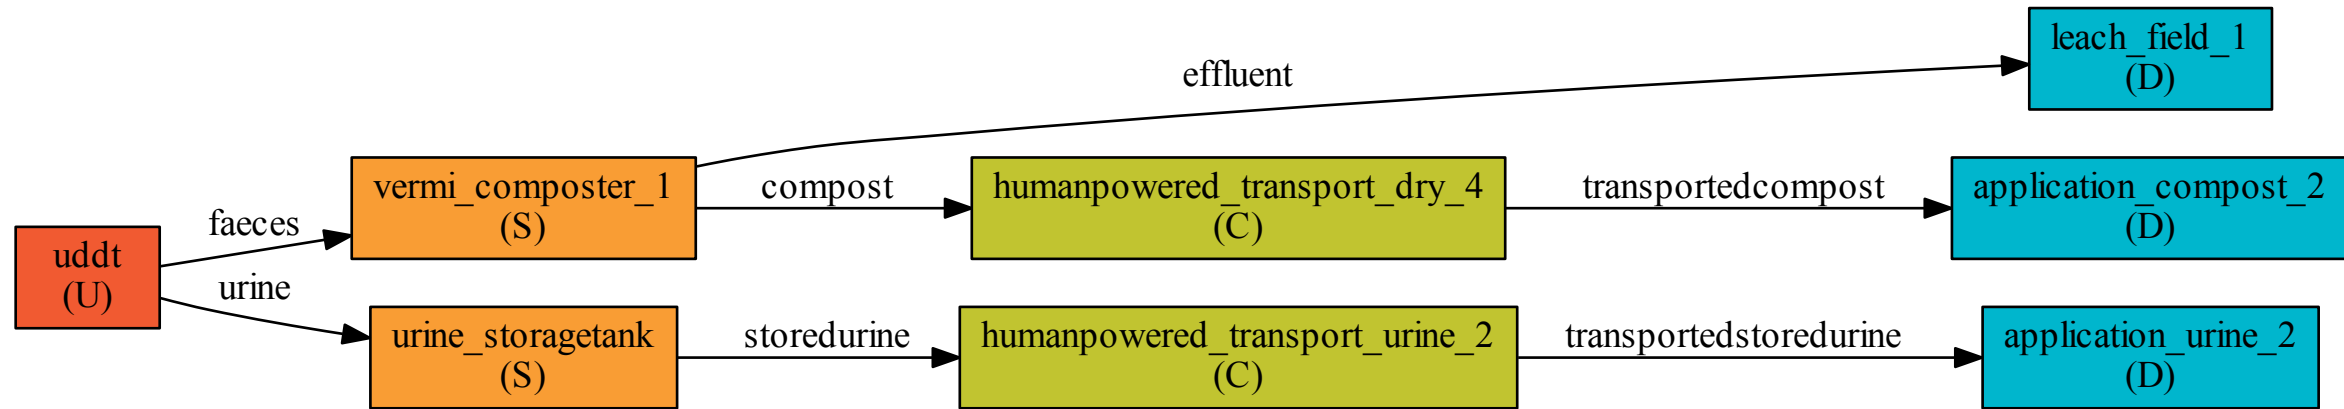 leach_field_1
(D)
effluent
vermi_composter_1
(S)
compost
humanpowered_transport_dry_4
(C)
transportedcompost
application_compost_2
(D)
faeces
uddt
(U)
urine
urine_storagetank
(S)
storedurine
humanpowered_transport_urine_2
(C)
transportedstoredurine
application_urine_2
(D)